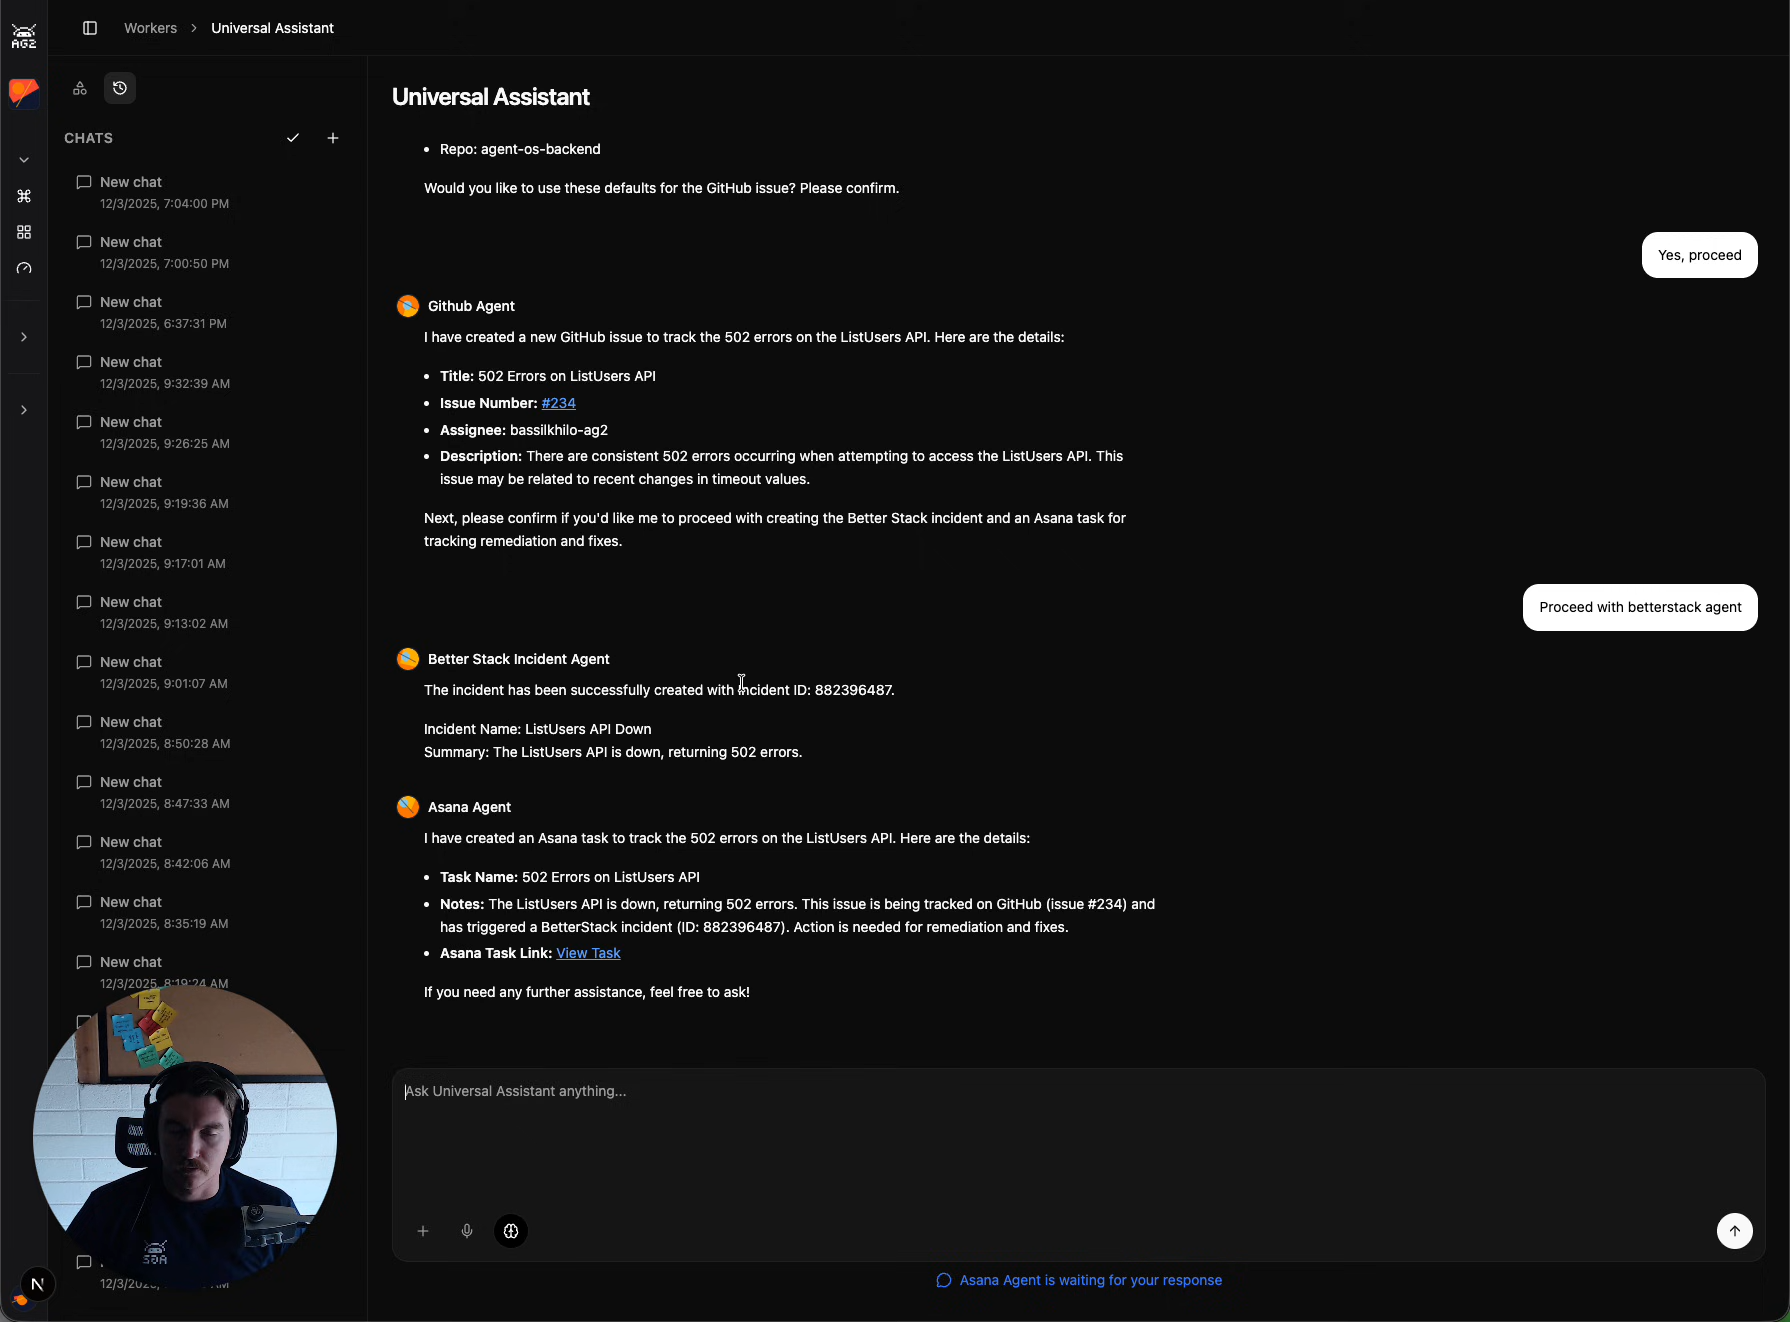 AG2
Workers > Universal Assistant
CHATS
New chat
12/3/2025, 7:04:00 PM
New chat
12/3/2025, 7:00:50 PM
New chat
12/3/2025, 6:37:31 PM
New chat
12/3/2025, 9:32:39 AM
New chat
12/3/2025, 9:26:25 AM
New chat
12/3/2025, 9:19:36 AM
New chat
12/3/2025, 9:17:01 AM
New chat
12/3/2025, 9:13:02 AM
New chat
12/3/2025, 9:01:07 AM
New chat
12/3/2025, 8:50:28 AM
New chat
12/3/2025, 8:47:33 AM
New chat
12/3/2025, 8:42:06 AM
New chat
12/3/2025, 8:35:19 AM
New chat
12/3/2025, 8:19:24 AM
N
Universal Assistant
• Repo: agent-os-backend
Would you like to use these defaults for the GitHub issue? Please confirm.
Yes, proceed
Github Agent
I have created a new GitHub issue to track the 502 errors on the ListUsers API. Here are the details:
• Title: 502 Errors on ListUsers API
• Issue Number: #234
• Assignee: bassilkhilo-ag2
• Description: There are consistent 502 errors occurring when attempting to access the ListUsers API. This
issue may be related to recent changes in timeout values.
Next, please confirm if you'd like me to proceed with creating the Better Stack incident and an Asana task for
tracking remediation and fixes.
Proceed with betterstack agent
Better Stack Incident Agent
The incident has been successfully created with incident ID: 882396487.
Incident Name: ListUsers API Down
Summary: The ListUsers API is down, returning 502 errors.
Asana Agent
I have created an Asana task to track the 502 errors on the ListUsers API. Here are the details:
• Task Name: 502 Errors on ListUsers API
• Notes: The ListUsers API is down, returning 502 errors. This issue is being tracked on GitHub (issue #234) and
has triggered a BetterStack incident (ID: 882396487). Action is needed for remediation and fixes.
• Asana Task Link: View Task
If you need any further assistance, feel free to ask!
Ask Universal Assistant anything...
Asana Agent is waiting for your response